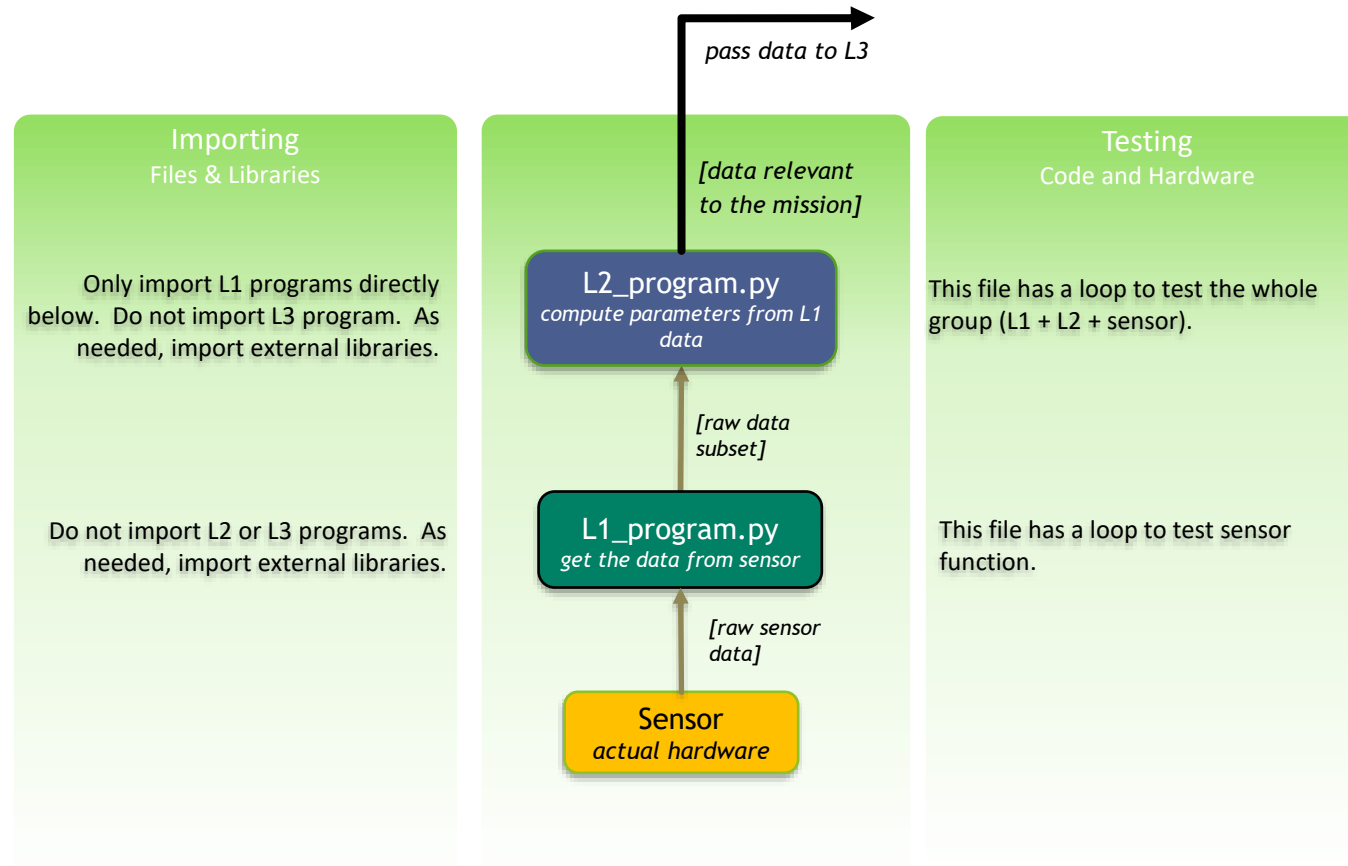 pass data to L3
Importing
Files & Libraries
Testing
Code and Hardware
[data relevant
to the mission]
Only import L1 programs directly
below.  Do not import L3 program.  As
needed, import external libraries.
L2_program.py
compute parameters from L1
data
This file has a loop to test the whole
group (L1 + L2 + sensor).
[raw data
subset]
Do not import L2 or L3 programs.  As
needed, import external libraries.
L1_program.py
get the data from sensor
This file has a loop to test sensor
function.
[raw sensor
data]
Sensor
actual hardware